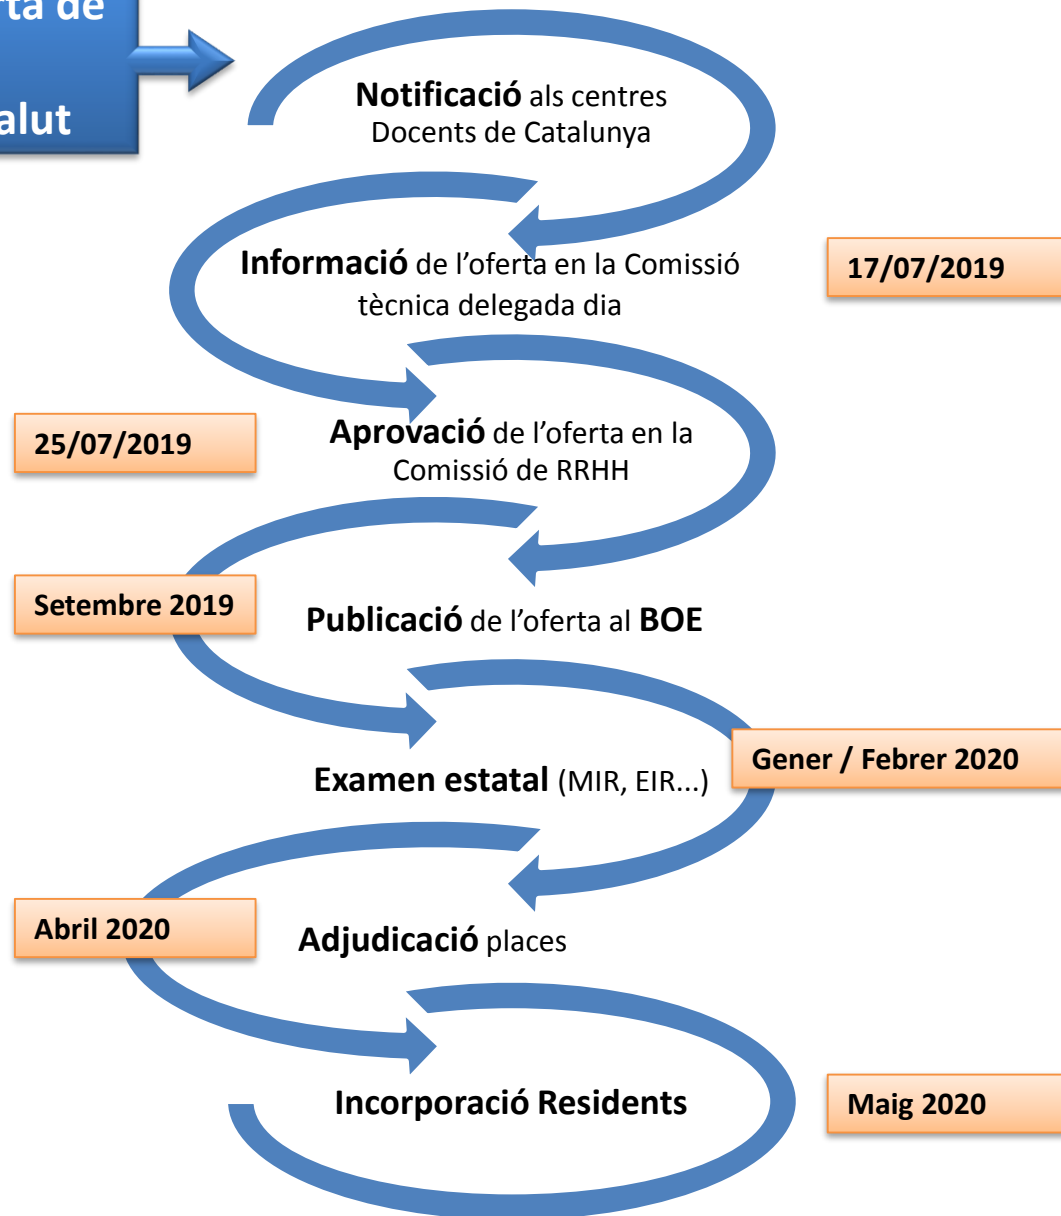 de
Notificació als centres
Docents de Catalunya
Informació de l'oferta en la Comissió
tècnica delegada dia
17/07/2019
Aprovació de l'oferta en la
Comissió de RRHH
25/07/2019
Setembre 2019
Publicació de l'oferta al BOE
Examen estatal (MIR, EIR...)
Gener / Febrer 2020
Abril 2020
Adjudicació places
Incorporació Residents
Maig 2020